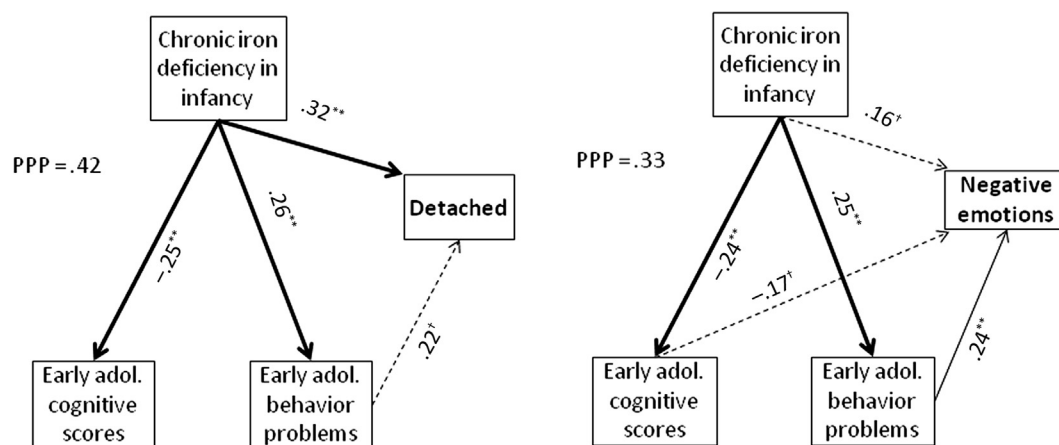 Chronic iron
deficiency in
infancy
.32**
PPP = .42
Detached
.26**
–.25**
.22†
Early adol.
cognitive
scores
Early adol.
behavior
problems
Chronic iron
deficiency in
infancy
.16†
PPP = .33
Negative
emotions
.25**
–.24**
–.17†
.24**
Early adol.
cognitive
scores
Early adol.
behavior
problems